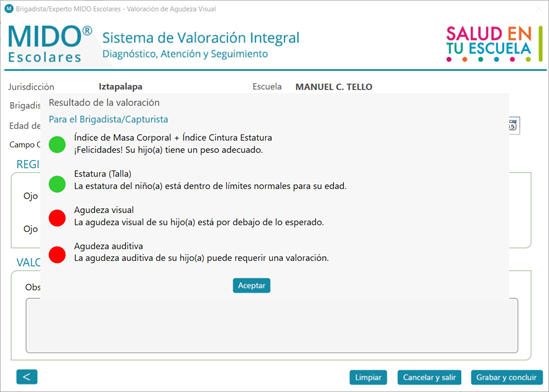 Brigadista/Experto MIDO Escolares - Valoración de Agudeza Visual
MIDO®
Escolares
Sistema de Valoración Integral
Diagnóstico, Atención y Seguimiento
SALUD EN
TU ESCUELA
Jurisdicción Iztapalapa Escuela MANUEL C. TELLO
Brigadis
Resultado de la valoración
Para el Brigadista/Capturista
Edad de
Índice de Masa Corporal + Índice Cintura Estatura
Campo C
¡Felicidades! Su hijo(a) tiene un peso adecuado.
REGI
Estatura (Talla)
La estatura del niño(a) está dentro de límites normales para su edad.
Ojo
Agudeza visual
La agudeza visual de su hijo(a) está por debajo de lo esperado.
Ojo
Agudeza auditiva
La agudeza auditiva de su hijo(a) puede requerir una valoración.
VALO
Obs
Aceptar
< Limpiar Cancelar y salir Grabar y concluir